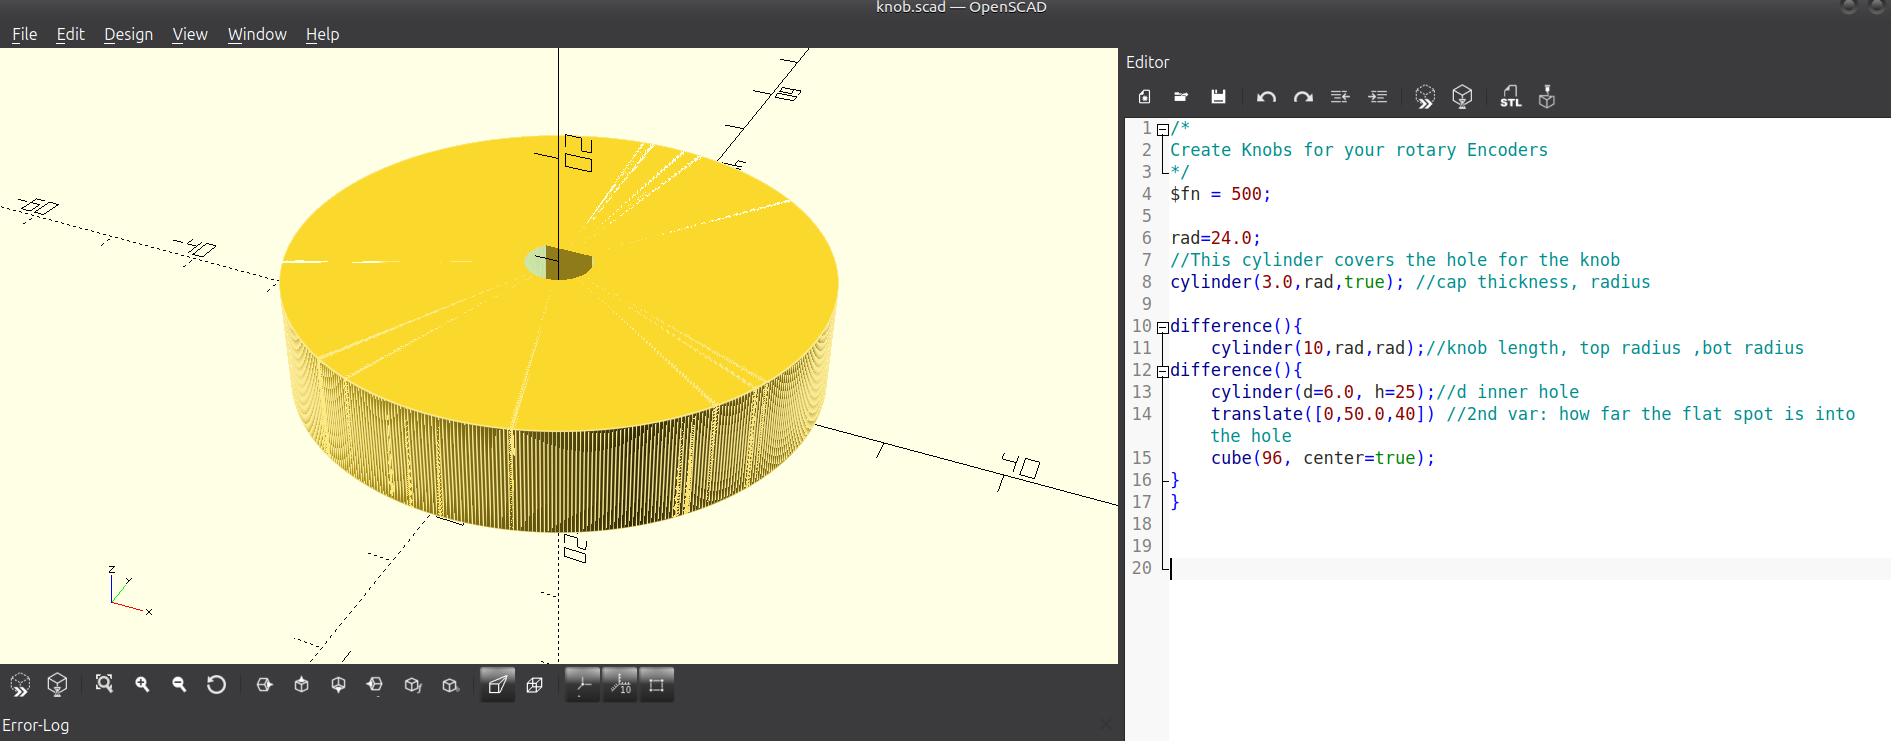 knob.scad — OpenSCAD
File Edit Design View Window Help
Editor
STL
1 /*
2 Create Knobs for your rotary Encoders
3 */
4 $fn = 500;
5
6 rad=24.0;
7 //This cylinder covers the hole for the knob
8 cylinder(3.0,rad,true); //cap thickness, radius
9
10 difference(){
11 cylinder(10,rad,rad);//knob length, top radius ,bot radius
12 difference(){
13 cylinder(d=6.0, h=25);//d inner hole
14 translate([0,50.0,40]) //2nd var: how far the flat spot is into
the hole
15 cube(96, center=true);
16 }
17 }
18
19
20
20
40
20
z
y
x
10
Error-Log